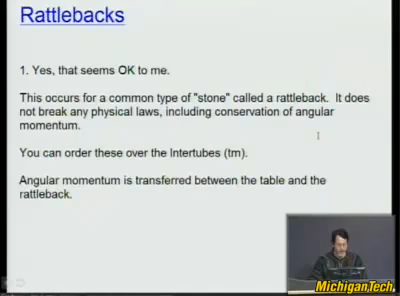 Rattlebacks
1. Yes, that seems OK to me.
This occurs for a common type of "stone" called a rattleback. It does
not break any physical laws, including conservation of angular
momentum.
You can order these over the Intertubes (tm).
Angular momentum is transferred between the table and the
rattleback.
MichiganTech